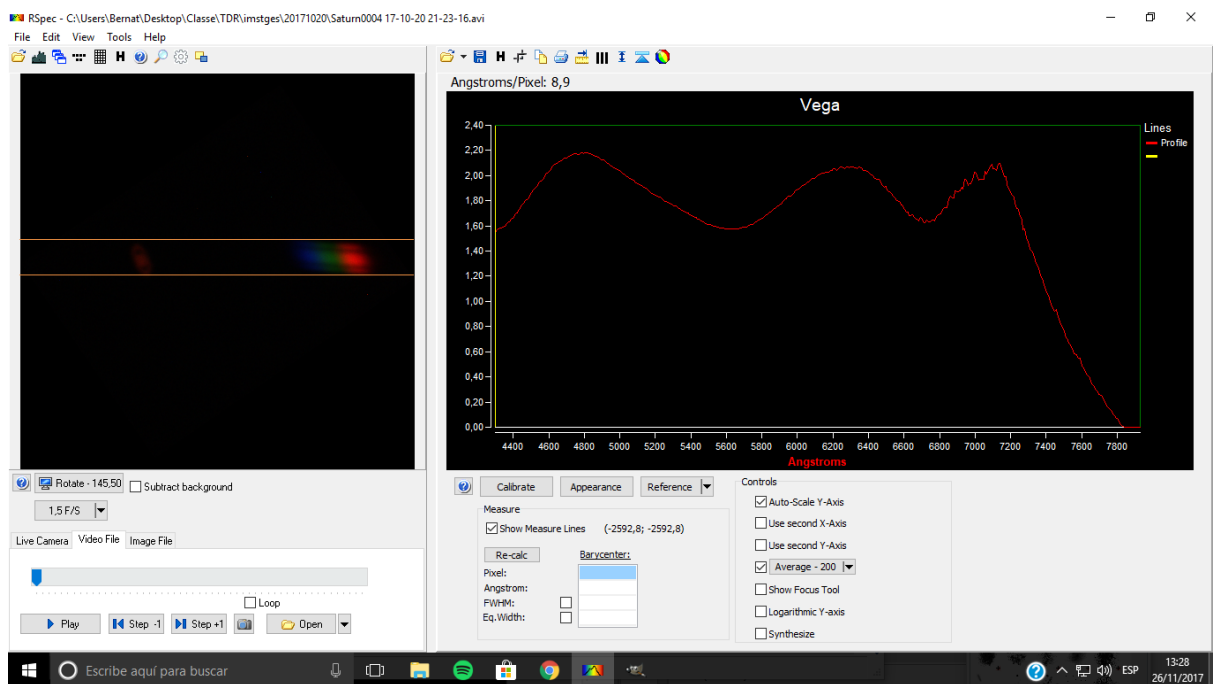 RSpec - C:\Users\Bernat\Desktop\Classe\TDR\imstges\20171020\Saturn0004 17-10-20 21-23-16.avi
File Edit View Tools Help
H
H
Angstroms/Pixel: 8,9
Vega
Lines
Profile
2,40
2,20
2,00
1,80
1,60
1,40
1,20
1,00
0,80
0,60
0,40
0,20
0,00
4400 4600 4800 5000 5200 5400 5600 5800 6000 6200 6400 6600 6800 7000 7200 7400 7600 7800
Angstroms
Rotate - 145,50
Subtract background
1,5 F/S
Live Camera Video File Image File
Loop
Play Step -1 Step +1 Open
Calibrate Appearance Reference
Measure
Show Measure Lines (-2592,8; -2592,8)
Re-calc Barycenter:
Pixel:
Angstrom:
FWHM:
Eq.Width:
Controls
Auto-Scale Y-Axis
Use second X-Axis
Use second Y-Axis
Average - 200
Show Focus Tool
Logarithmic Y-axis
Synthesize
Escribe aquí para buscar
ESP
13:28
26/11/2017